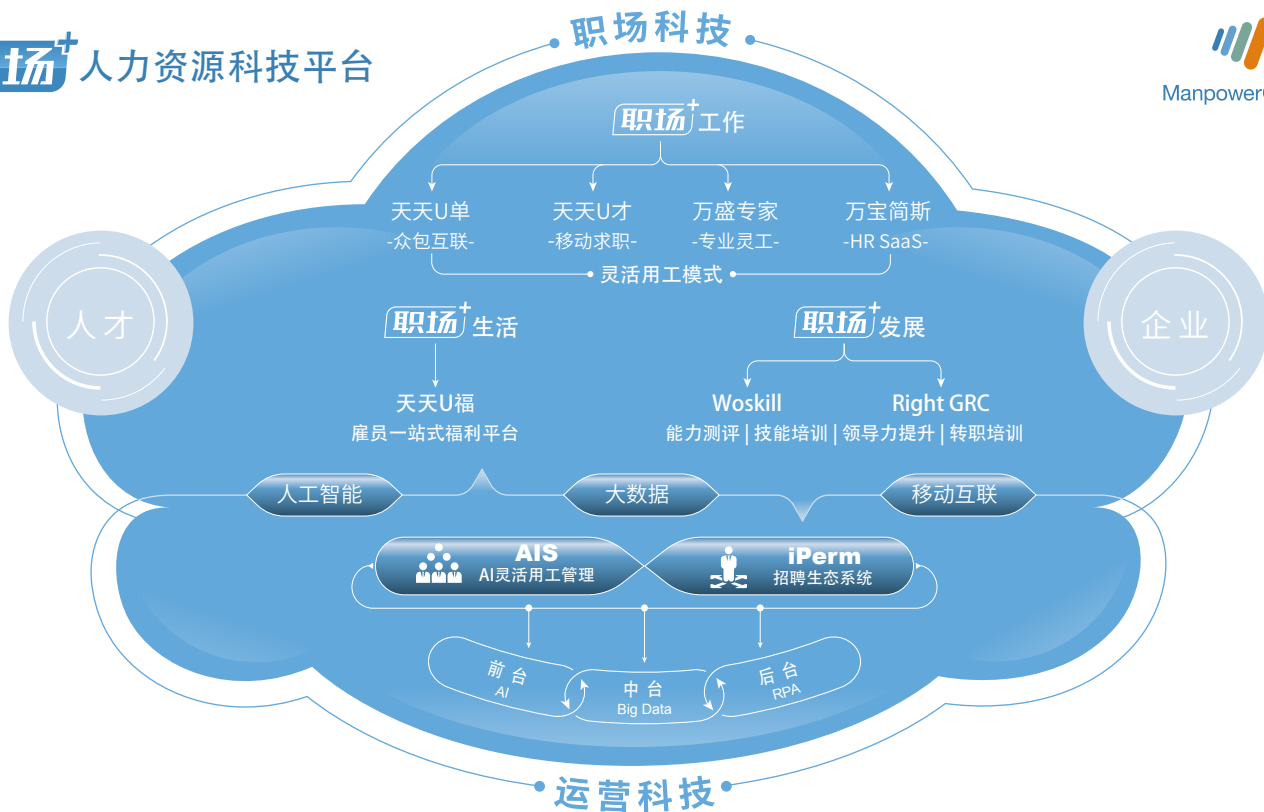 职场科技
场+ 人力资源科技平台
Manpower
职场+ 工作
天天U单
天天U才
万盛专家
万宝简斯
-众包互联-
-移动求职-
-专业灵工-
-HR SaaS-
灵活用工模式
人才
企业
职场+ 生活
职场+ 发展
天天U福
Woskill
Right GRC
雇员一站式福利平台
能力测评 | 技能培训 | 领导力提升 | 转职培训
人工智能
大数据
移动互联
AIS
AI灵活用工管理
iPerm
招聘生态系统
前台
AI
中台
Big Data
后台
RPA
运营科技